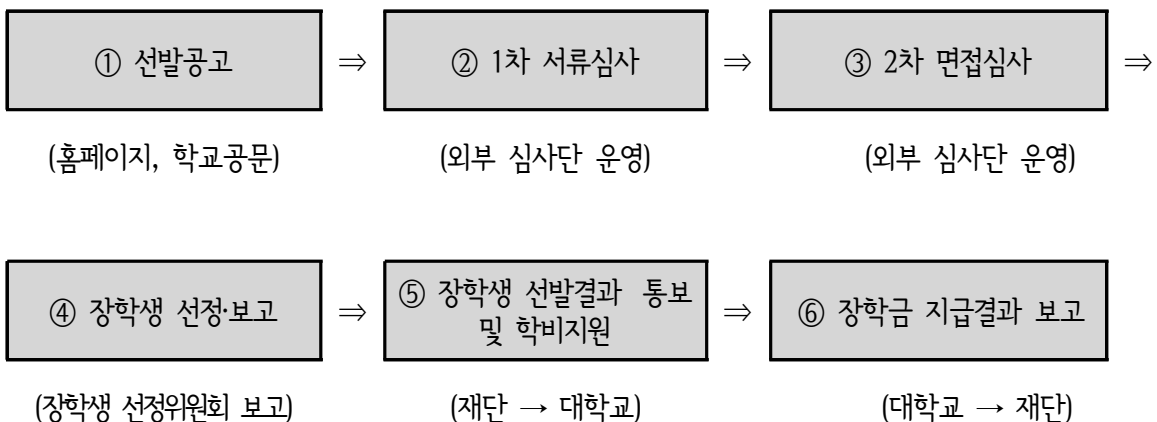 ① 선발공고 ⇒ ② 1차 서류심사 ⇒ ③ 2차 면접심사 ⇒
(홈페이지, 학교공문) (외부 심사단 운영) (외부 심사단 운영)
④ 장학생 선정·보고 ⇒ ⑤ 장학생 선발결과 통보 및 학비지원 ⇒ ⑥ 장학금 지급결과 보고
(장학생 선정위원회 보고) (재단 → 대학교) (대학교 → 재단)